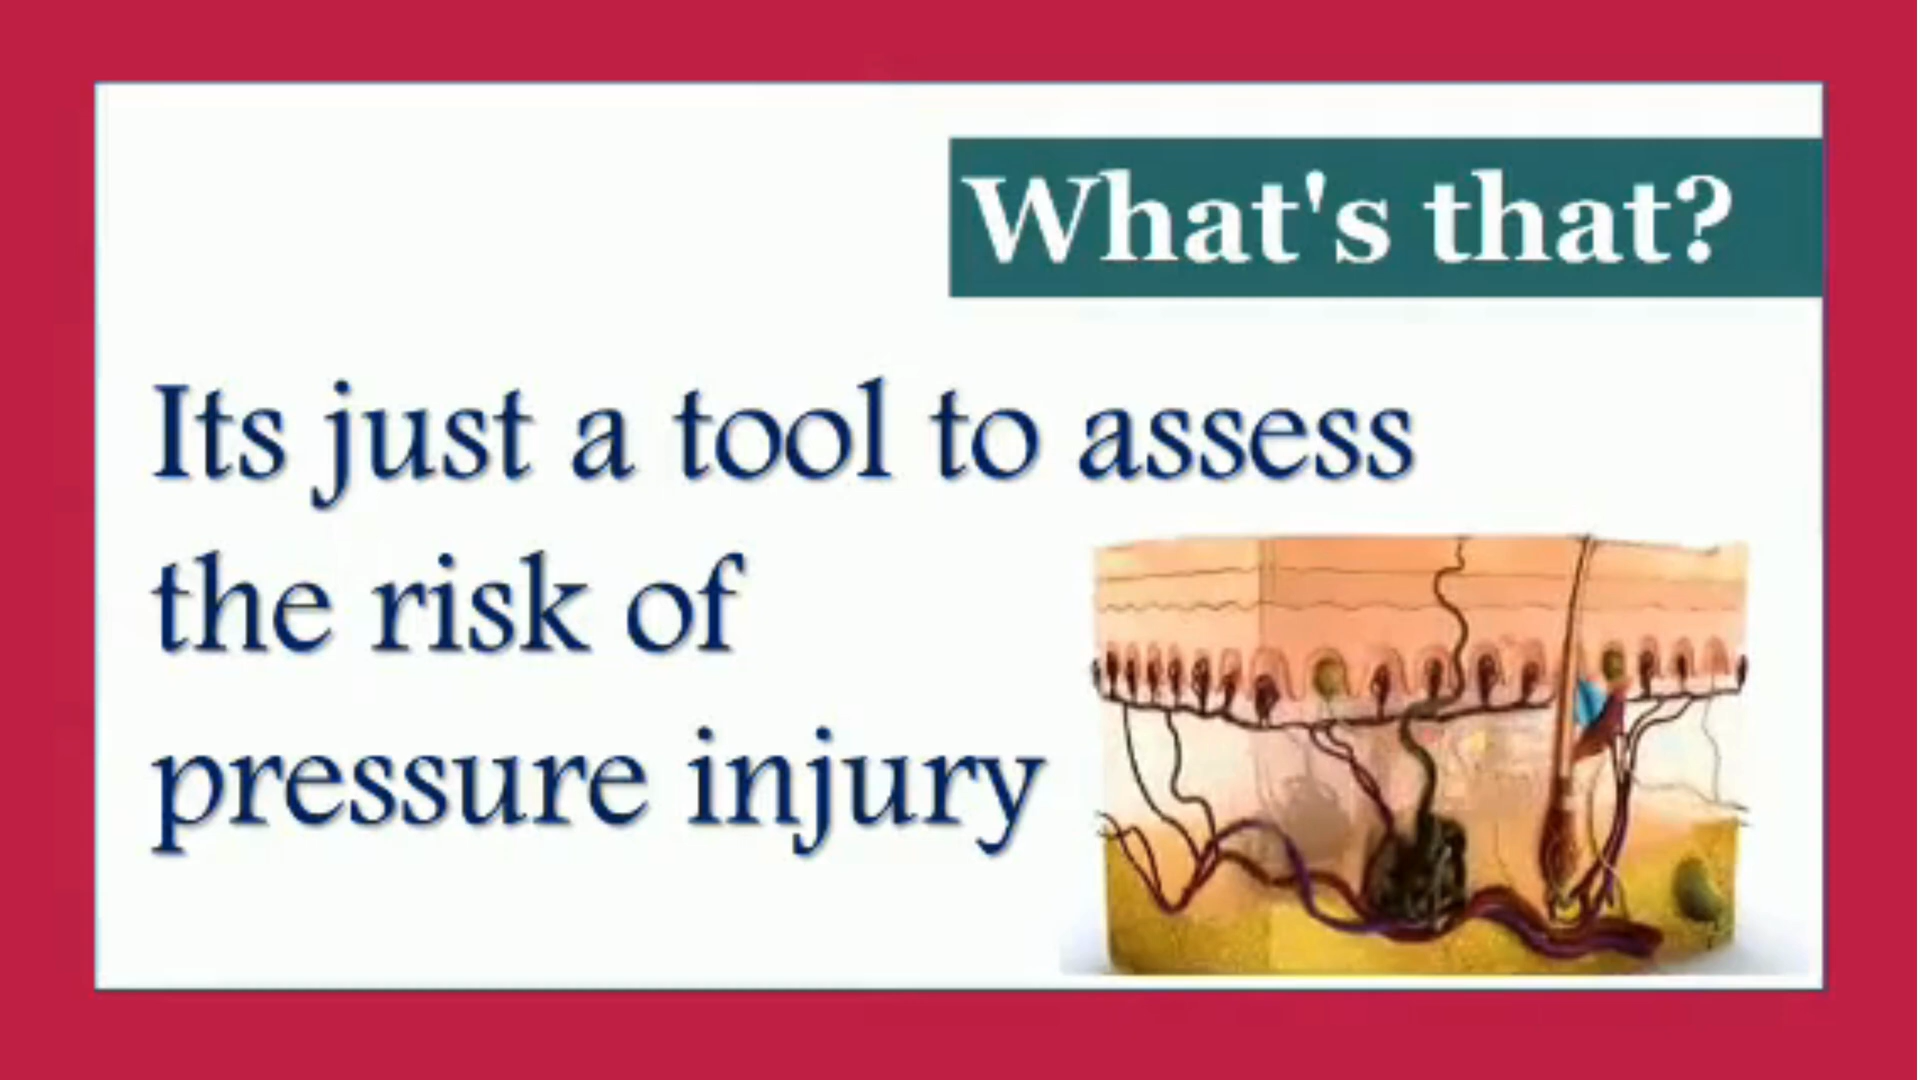 What's that?
Its just a tool to assess
the risk of
pressure injury